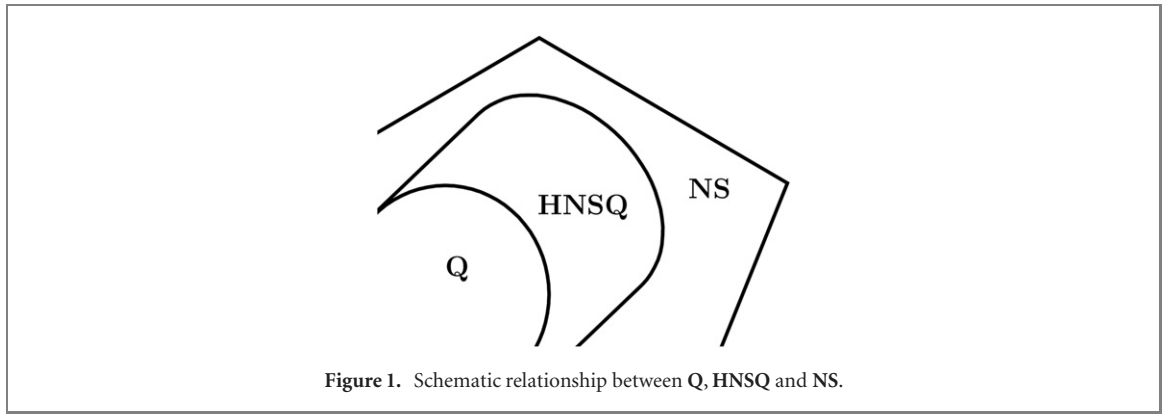 NS
HNSQ
Q
Figure 1. Schematic relationship between Q, HNSQ and NS.